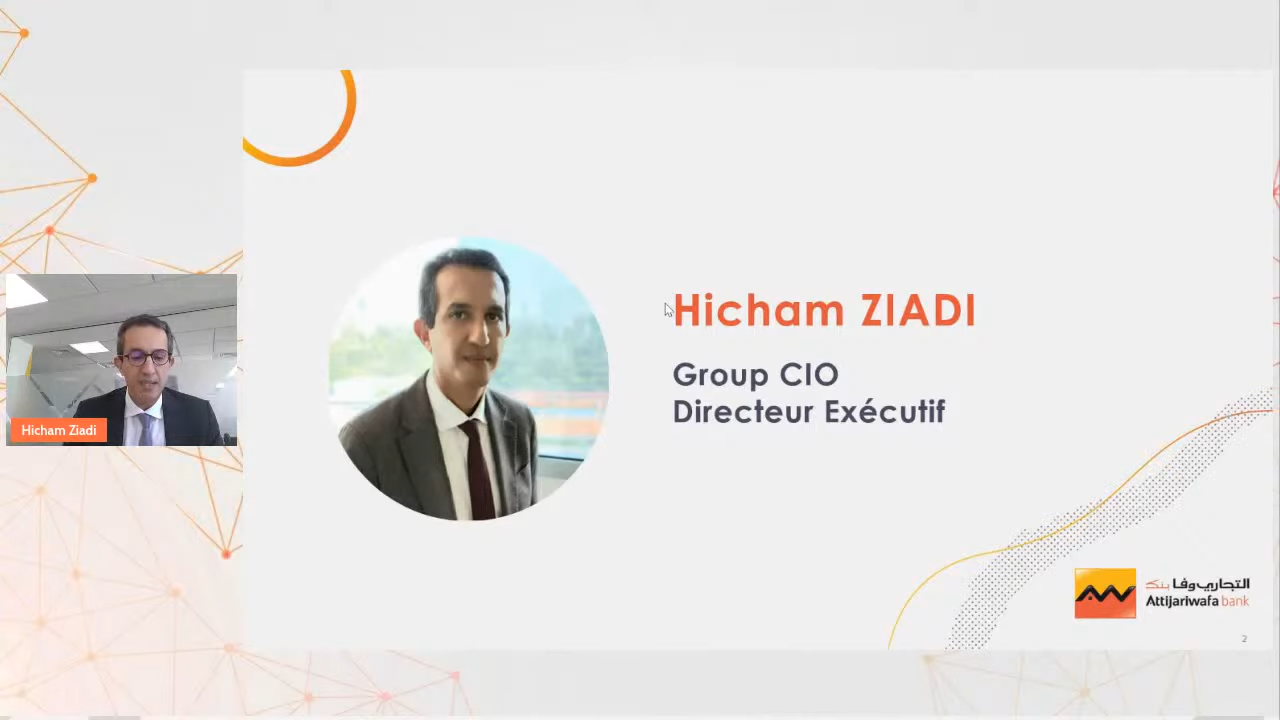 Hicham ZIADI
Group CIO
Directeur Exécutif
Hicham Ziadi
التجاري وفا بنك
Attijariwafa bank
2